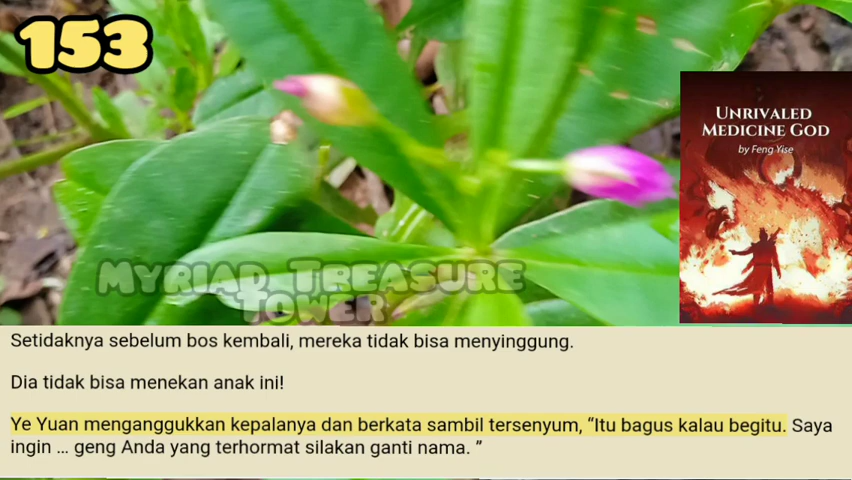 153
UNRIVALED
MEDICINE GOD
by Feng Yise
MYRIAD TREASURE
TOWER
Setidaknya sebelum bos kembali, mereka tidak bisa menyinggung.
Dia tidak bisa menekan anak ini!
Ye Yuan menganggukkan kepalanya dan berkata sambil tersenyum, “Itu bagus kalau begitu. Saya
ingin ... geng Anda yang terhormat silakan ganti nama. ”